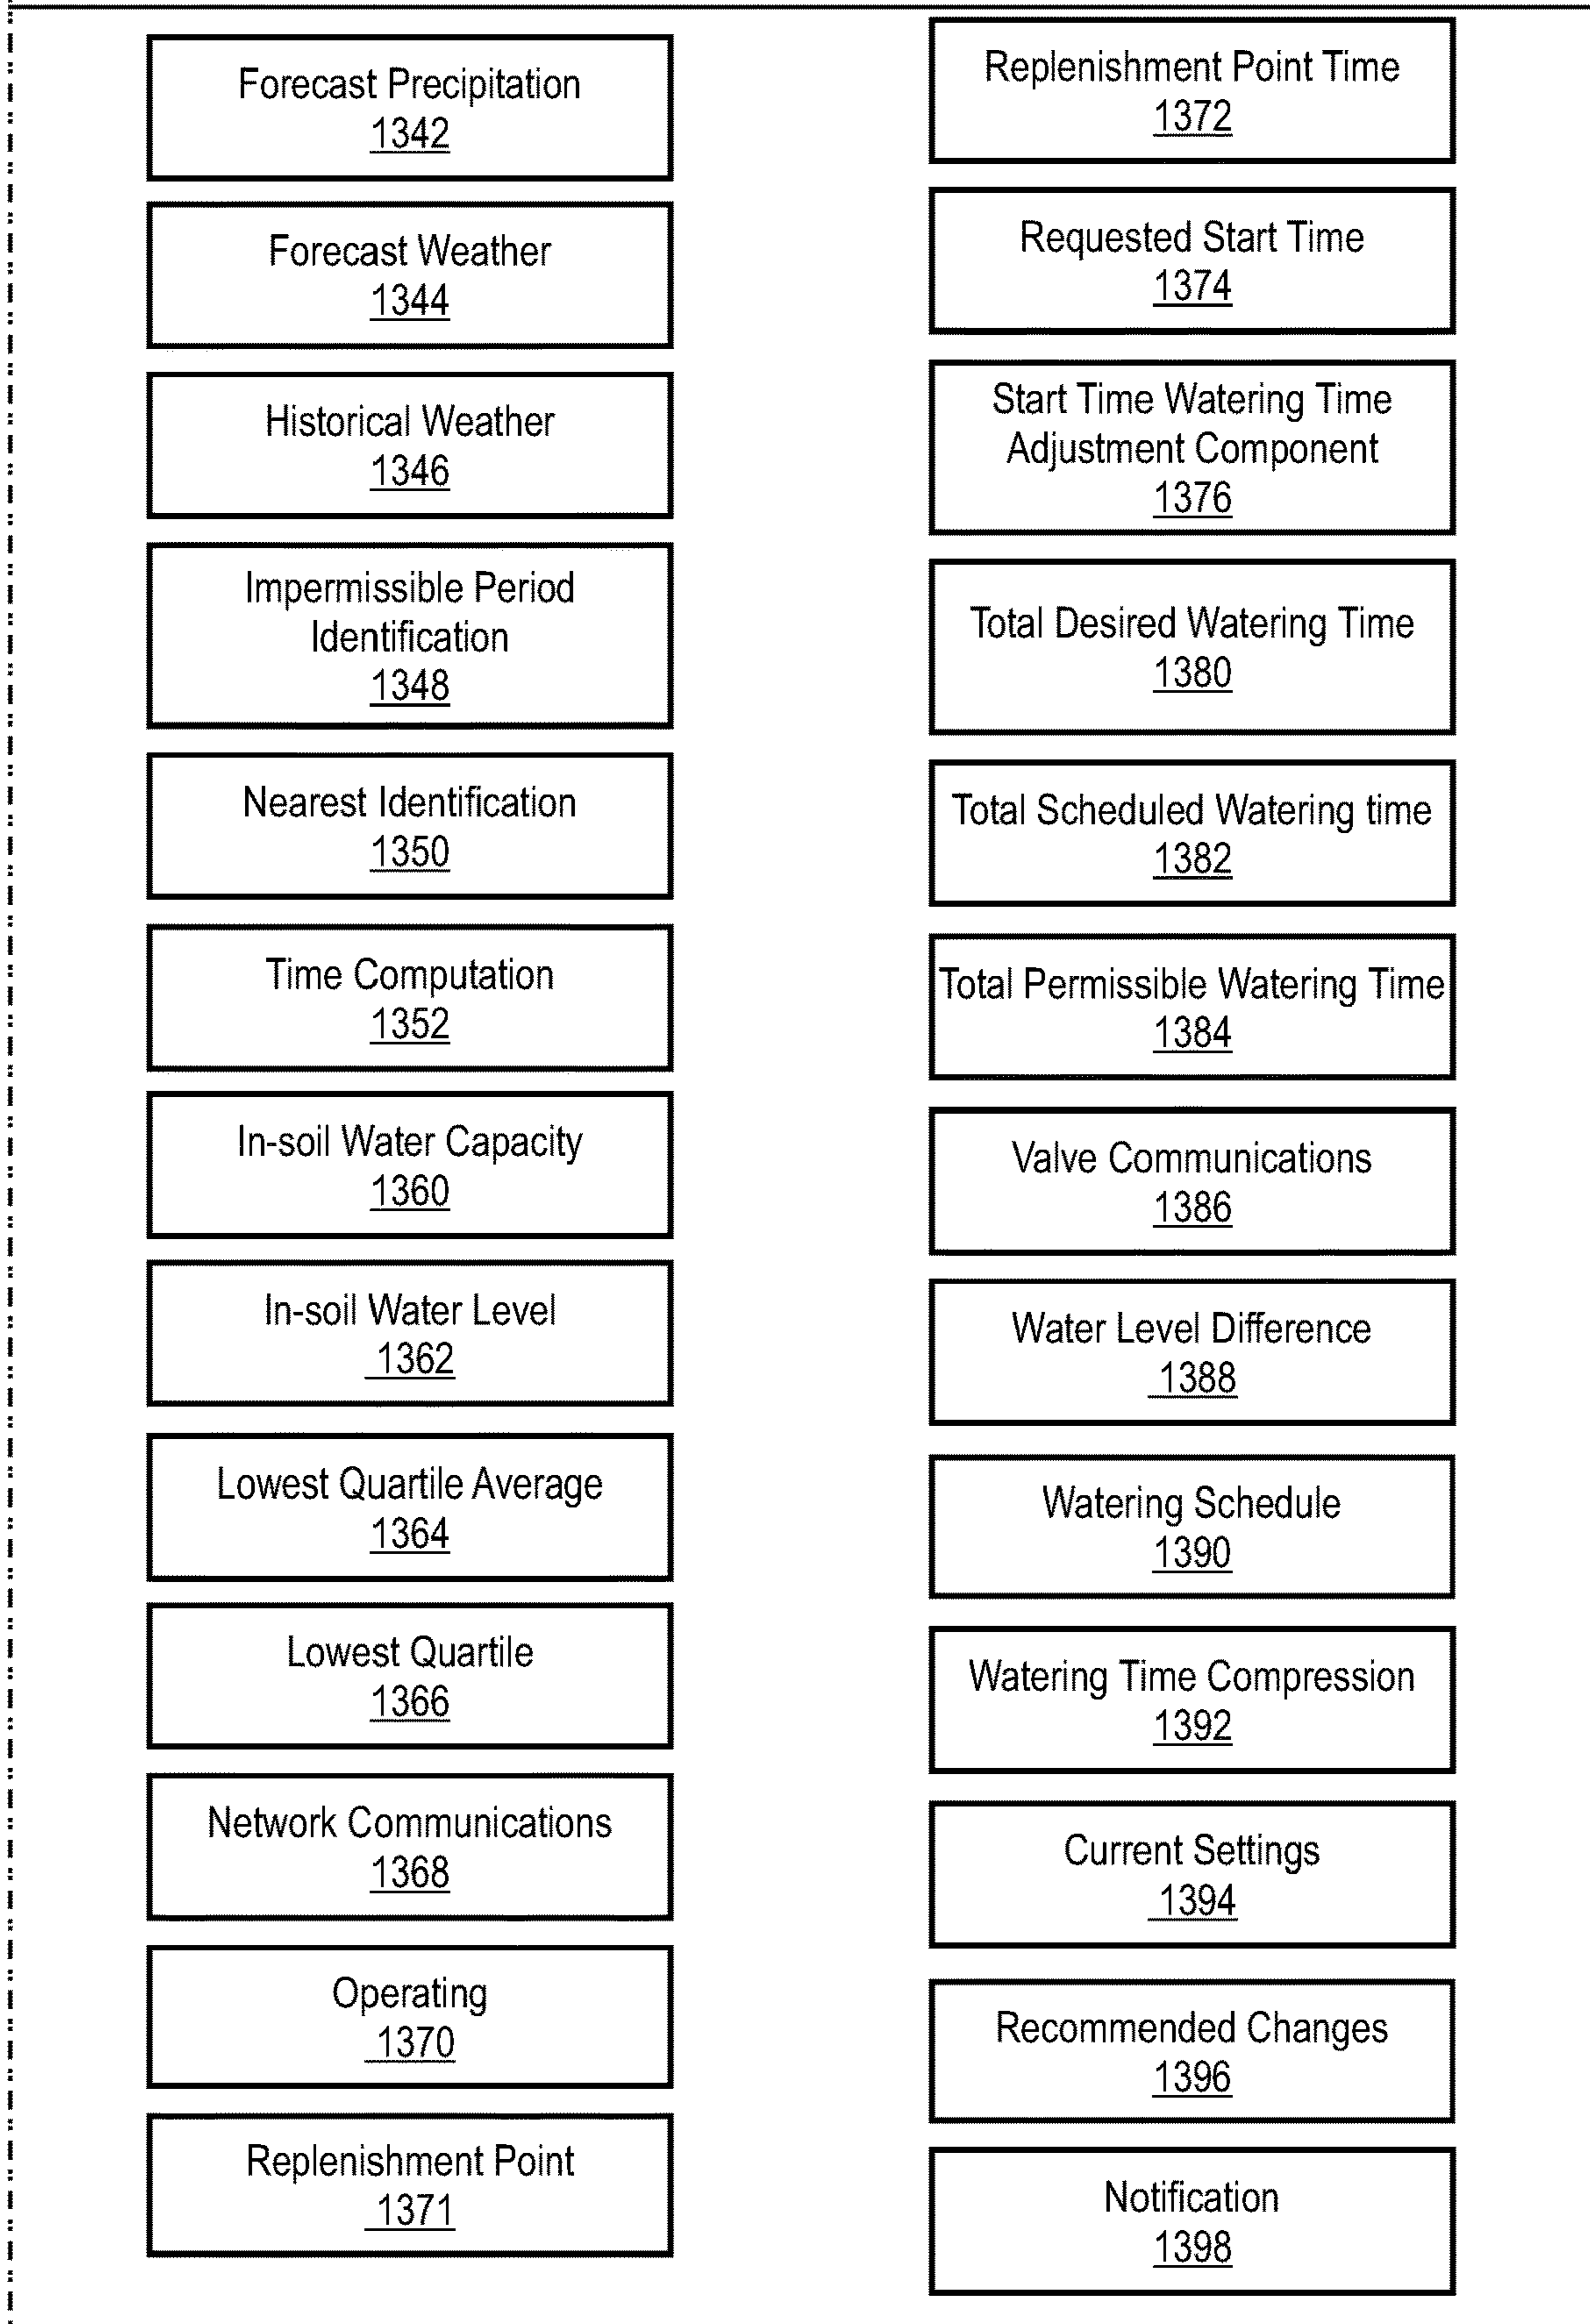 Forecast Precipitation
1342
Forecast Weather
1344
Historical Weather
1346
Impermissible Period
Identification
1348
Nearest Identification
1350
Time Computation
1352
In-soil Water Capacity
1360
In-soil Water Level
1362
Lowest Quartile Average
1364
Lowest Quartile
1366
Network Communications
1368
Operating
1370
Replenishment Point
1371
Replenishment Point Time
1372
Requested Start Time
1374
Start Time Watering Time
Adjustment Component
1376
Total Desired Watering Time
1380
Total Scheduled Watering time
1382
Total Permissible Watering Time
1384
Valve Communications
1386
Water Level Difference
1388
Watering Schedule
1390
Watering Time Compression
1392
Current Settings
1394
Recommended Changes
1396
Notification
1398